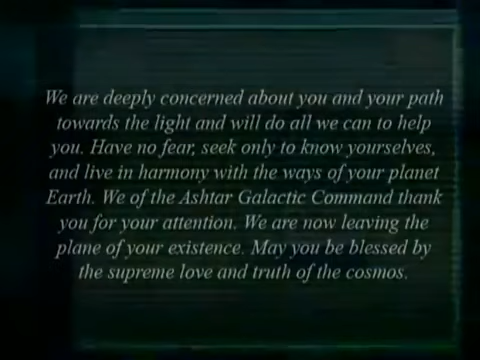 We are deeply concerned about you and your path
towards the light and will do all we can to help
you. Have no fear, seek only to know yourselves,
and live in harmony with the ways of your planet
Earth. We of the Ashtar Galactic Command thank
you for your attention. We are now leaving the
plane of your existence. May you be blessed by
the supreme love and truth of the cosmos.